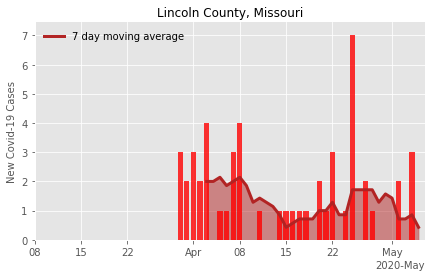 Lincoln County, Missouri
7 day moving average
New Covid-19 Cases
7
6
5
4
3
2
1
0
08 15 22 Apr 08 15 22 May
2020-May